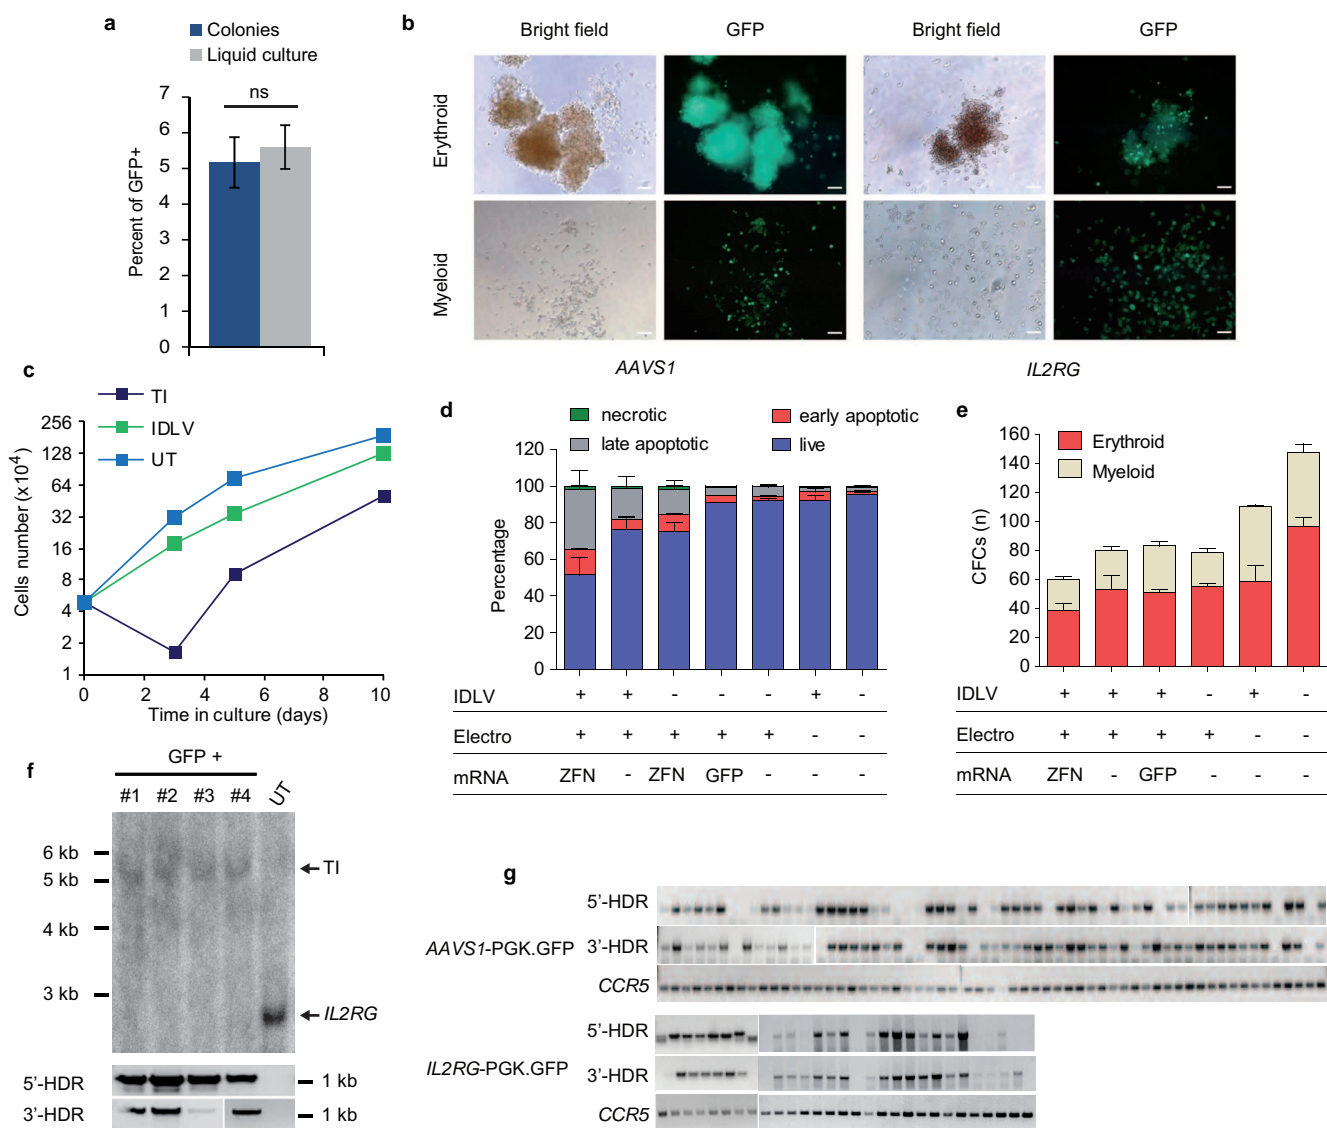 a
Colonies
Liquid culture
ns
Percent of GFP+
7
6
5
4
3
2
1
0
b
Bright field GFP Bright field GFP
Erythroid
Myeloid
AAVS1 IL2RG
c
TI
IDLV
UT
Cells number (x10⁴)
256
128
64
32
16
8
4
2
1
0 2 4 6 8 10
Time in culture (days)
d
necrotic early apoptotic
late apoptotic live
Percentage
120
100
80
60
40
20
0
IDLV + + - - - + -
Electro + + + + + - -
mRNA ZFN - ZFN GFP - - -
e
Erythroid
Myeloid
CFCs (n)
160
140
120
100
80
60
40
20
0
IDLV + + + - + -
Electro + + + + - -
mRNA ZFN - GFP - - -
f
GFP +
#1 #2 #3 #4 UT
6 kb
5 kb
4 kb
3 kb
TI
IL2RG
5’-HDR 1 kb
3’-HDR 1 kb
g
AAVS1-PGK.GFP
5’-HDR
3’-HDR
CCR5
IL2RG-PGK.GFP
5’-HDR
3’-HDR
CCR5